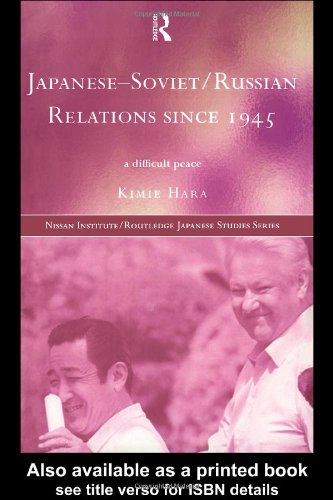 ROUTLEDGE
JAPANESE–SOVIET/RUSSIAN
RELATIONS SINCE 1945
a difficult peace
KIMIE HARA
NISSAN INSTITUTE/ROUTLEDGE JAPANESE STUDIES SERIES
Also available as a printed book
see title verso for ISBN details